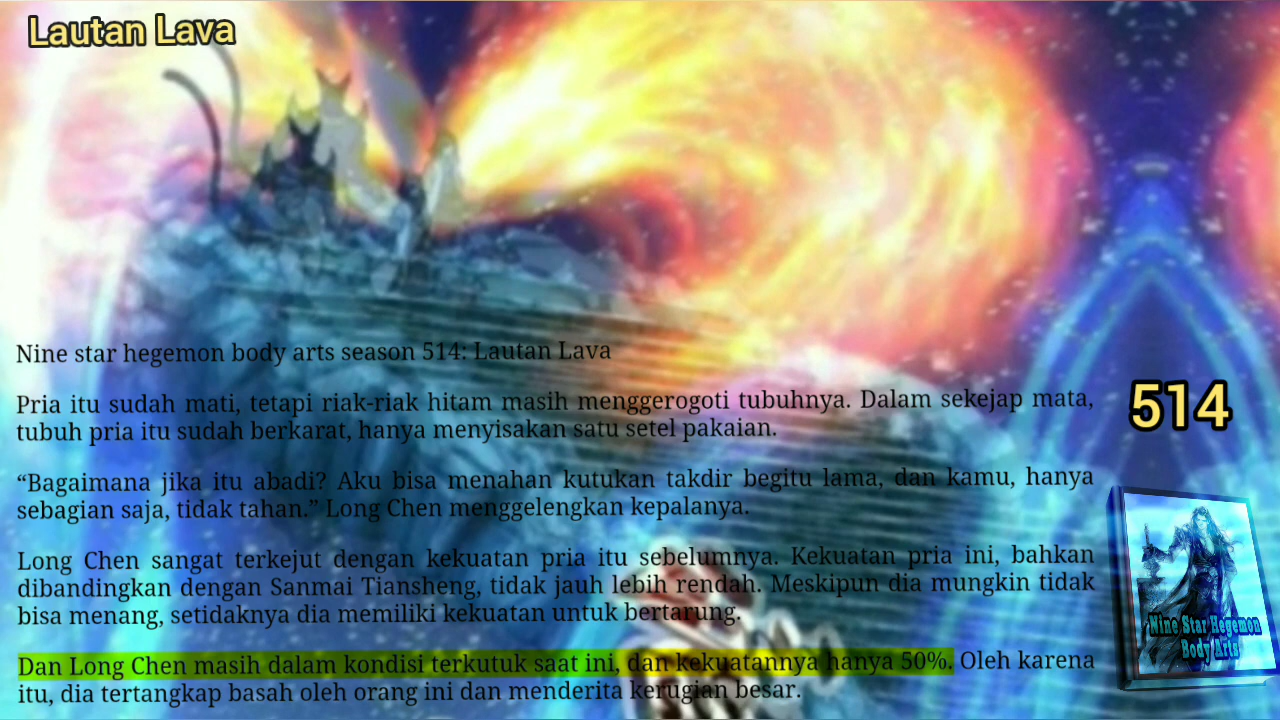 Lautan Lava
Nine star hegemon body arts season 514: Lautan Lava
Pria itu sudah mati, tetapi riak-riak hitam masih menggerogoti tubuhnya. Dalam sekejap mata,
tubuh pria itu sudah berkarat, hanya menyisakan satu setel pakaian.
“Bagaimana jika itu abadi? Aku bisa menahan kutukan takdir begitu lama, dan kamu, hanya
sebagian saja, tidak tahan.” Long Chen menggelengkan kepalanya.
Long Chen sangat terkejut dengan kekuatan pria itu sebelumnya. Kekuatan pria ini, bahkan
dibandingkan dengan Sanmai Tiansheng, tidak jauh lebih rendah. Meskipun dia mungkin tidak
bisa menang, setidaknya dia memiliki kekuatan untuk bertarung.
Dan Long Chen masih dalam kondisi terkutuk saat ini, dan kekuatannya hanya 50%. Oleh karena
itu, dia tertangkap basah oleh orang ini dan menderita kerugian besar.
514
Nine Star Hegemon
Body Arts